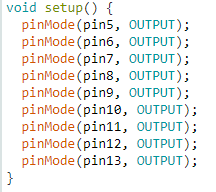 void setup() {
pinMode(pin5, OUTPUT);
pinMode(pin6, OUTPUT);
pinMode(pin7, OUTPUT);
pinMode(pin8, OUTPUT);
pinMode(pin9, OUTPUT);
pinMode(pin10, OUTPUT);
pinMode(pin11, OUTPUT);
pinMode(pin12, OUTPUT);
pinMode(pin13, OUTPUT);
}